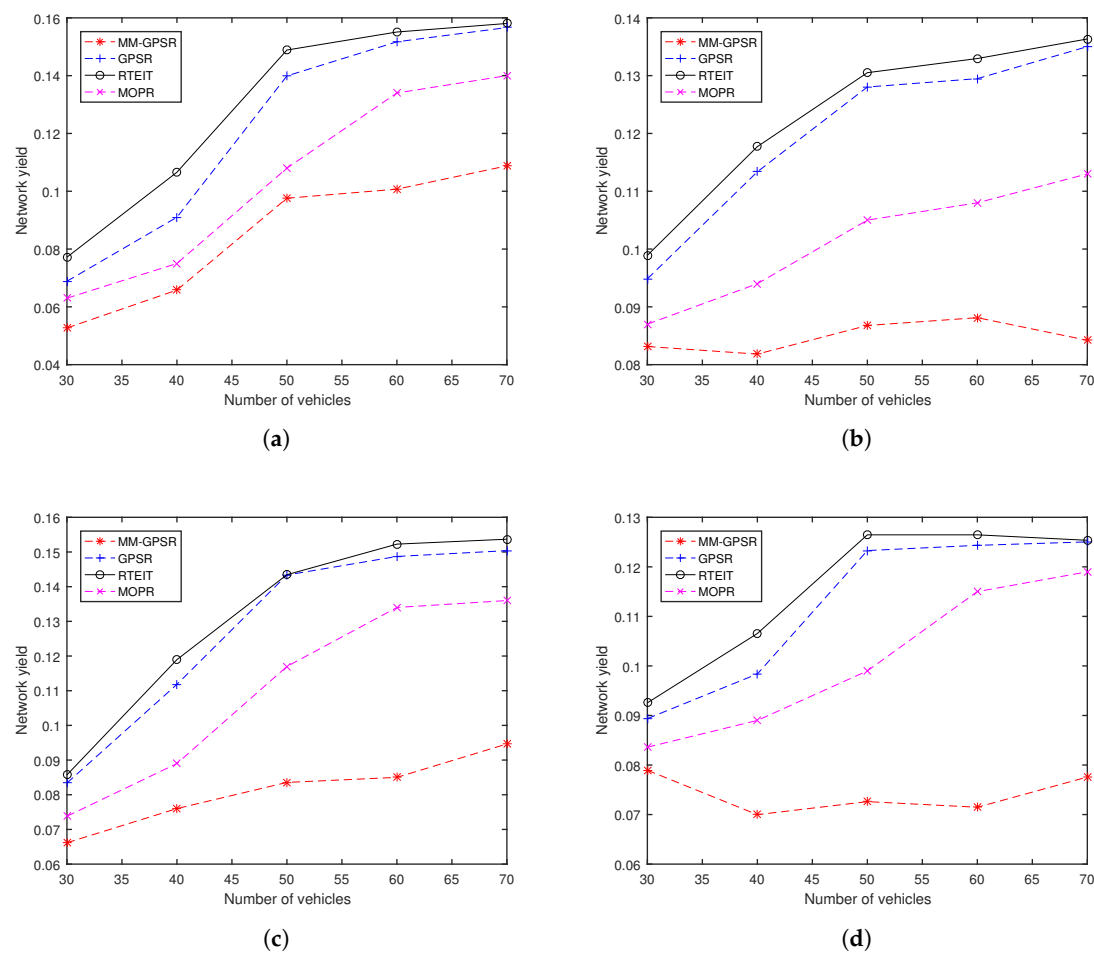 0.16
0.14
0.12
0.1
0.08
0.06
0.04
Network yield
MM-GPSR
GPSR
RTEIT
MOPR
30 35 40 45 50 55 60 65 70
Number of vehicles
(a)
0.14
0.13
0.12
0.11
0.1
0.09
0.08
Network yield
MM-GPSR
GPSR
RTEIT
MOPR
30 35 40 45 50 55 60 65 70
Number of vehicles
(b)
0.16
0.15
0.14
0.13
0.12
0.11
0.1
0.09
0.08
0.07
0.06
Network yield
MM-GPSR
GPSR
RTEIT
MOPR
30 35 40 45 50 55 60 65 70
Number of vehicles
(c)
0.13
0.12
0.11
0.1
0.09
0.08
0.07
0.06
Network yield
MM-GPSR
GPSR
RTEIT
MOPR
30 35 40 45 50 55 60 65 70
Number of vehicles
(d)